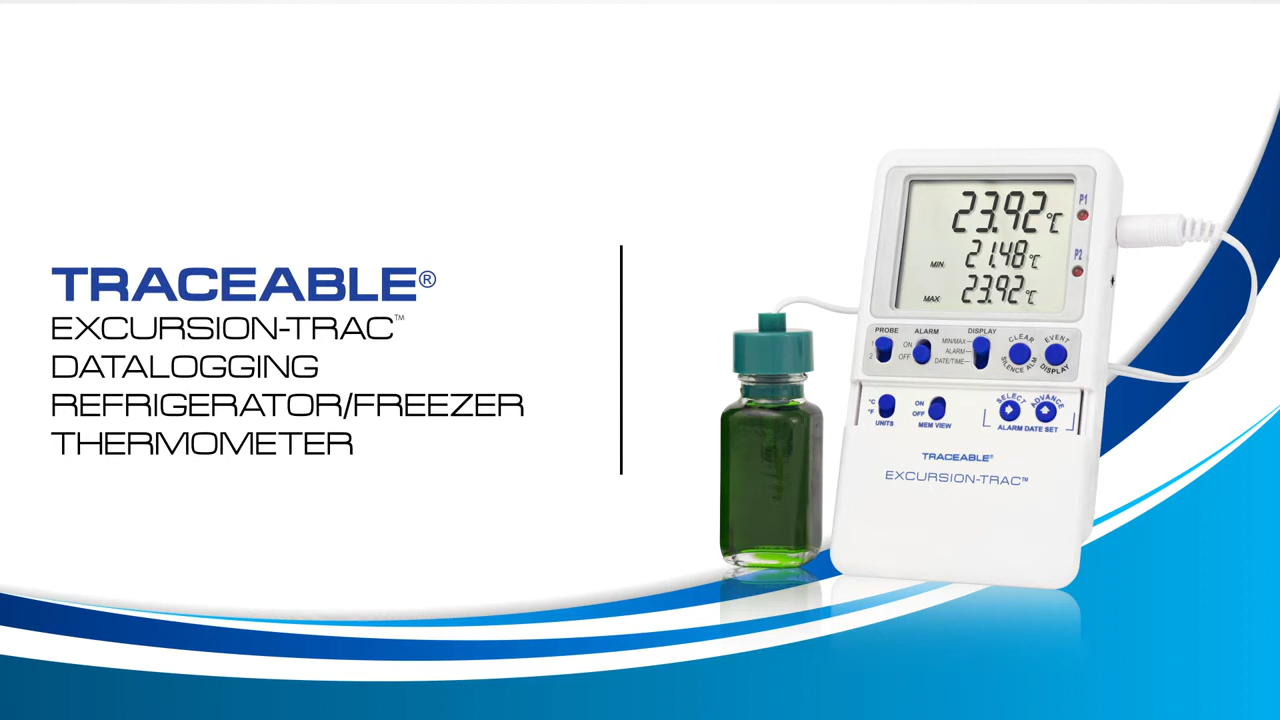 TRACEABLE®
EXCURSION-TRAC™
DATALOGGING
REFRIGERATOR/FREEZER
THERMOMETER
23.92 °C
MIN 21.48 °C
MAX 23.92 °C
P1
P2
PROBE ALARM DISPLAY
1 ON MIN/MAX
2 OFF ALARM
DATE/TIME
CLEAR
SILENCE ALM
EVENT
DISPLAY
°C ON
°F OFF
UNITS MEM VIEW
SELECT ADVANCE
ALARM DATE SET
TRACEABLE®
EXCURSION-TRAC™